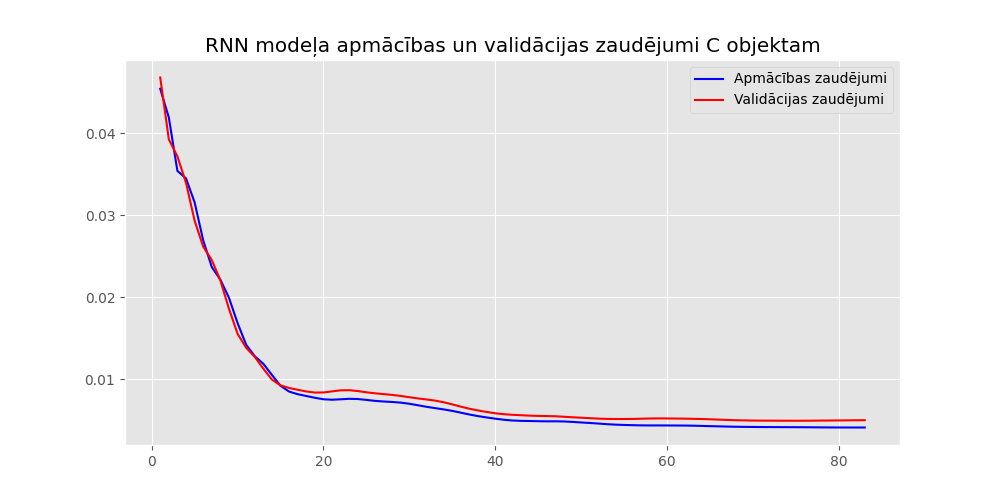 RNN modeļa apmācības un validācijas zaudējumi C objektam
Apmācības zaudējumi
Validācijas zaudējumi
0.04
0.03
0.02
0.01
0 20 40 60 80